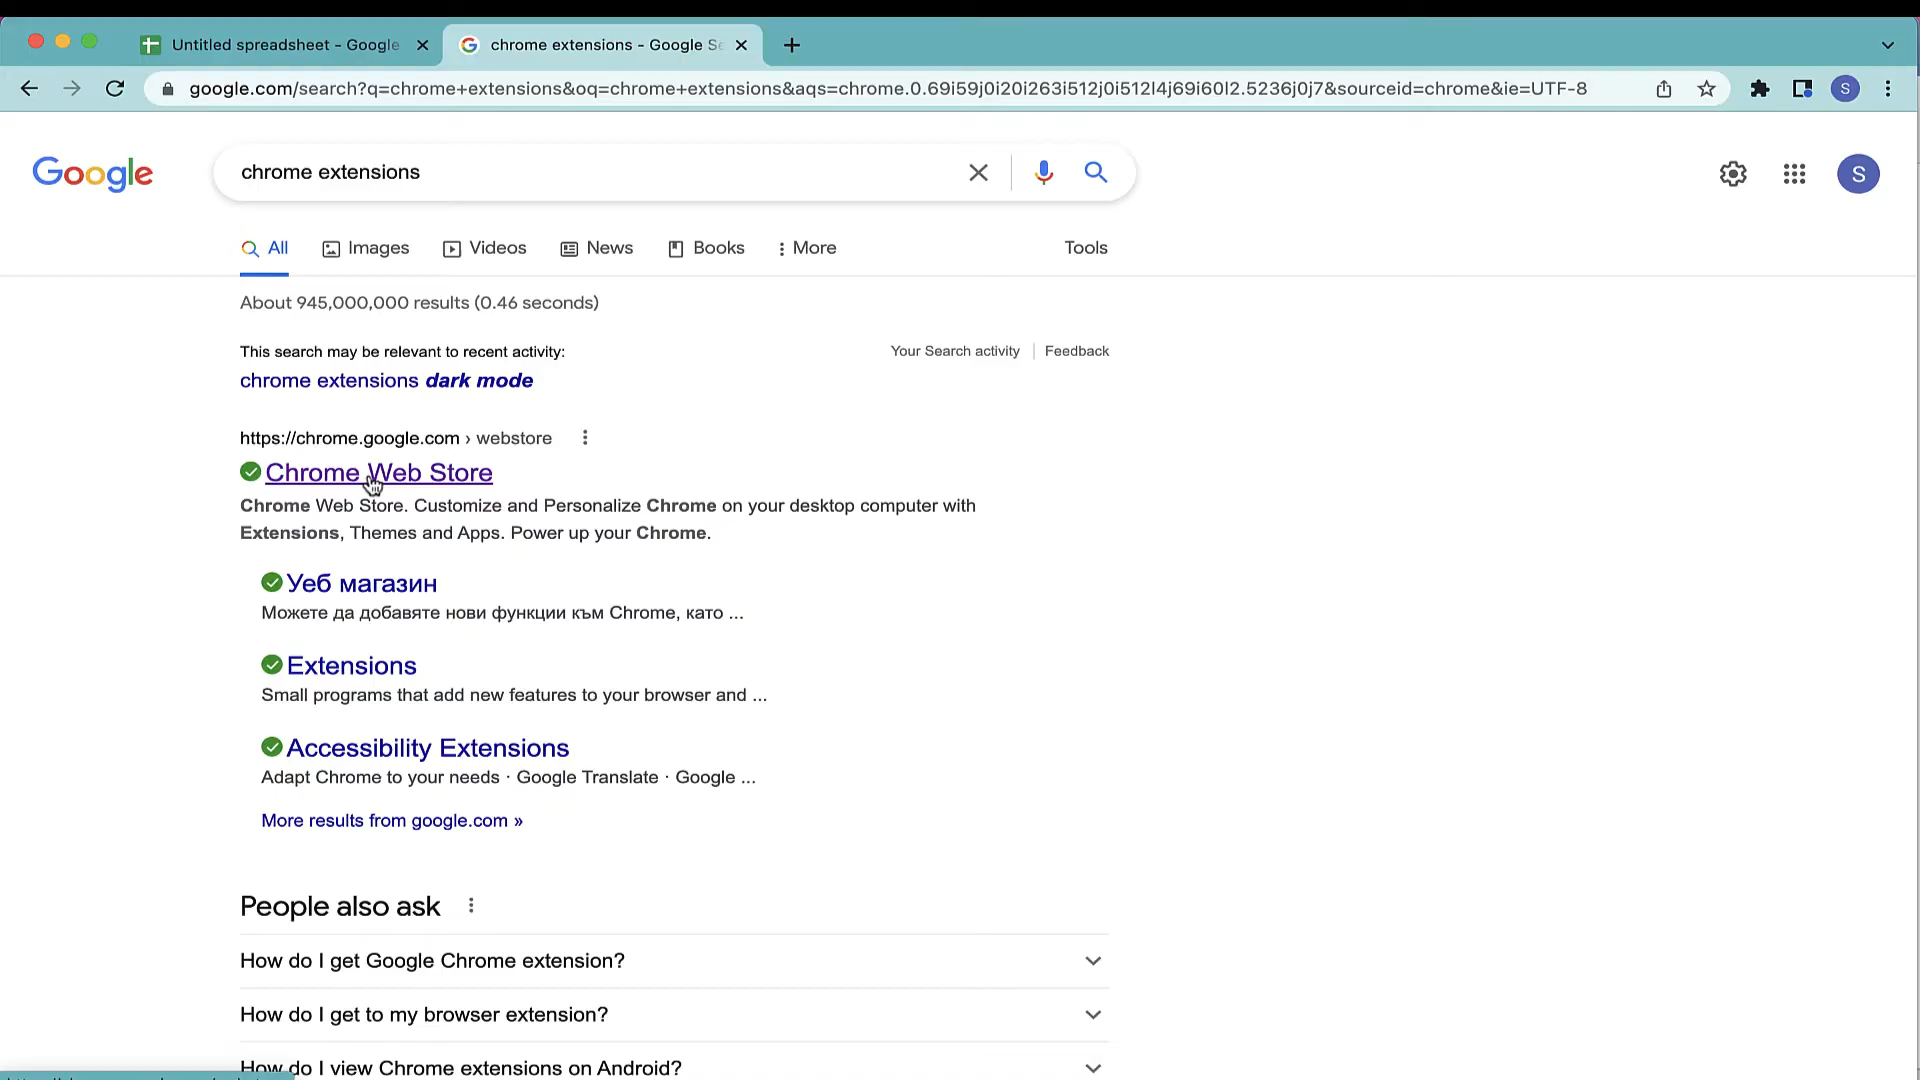 Untitled spreadsheet - Google
chrome extensions - Google Se
google.com/search?q=chrome+extensions&oq=chrome+extensions&aqs=chrome.0.69i59j0i20i263i512j0i512l4j69i60l2.5236j0j7&sourceid=chrome&ie=UTF-8
S
Google
chrome extensions
S
All
Images
Videos
News
Books
More
Tools
About 945,000,000 results (0.46 seconds)
This search may be relevant to recent activity:
Your Search activity
Feedback
chrome extensions dark mode
https://chrome.google.com › webstore
Chrome Web Store
Chrome Web Store. Customize and Personalize Chrome on your desktop computer with
Extensions, Themes and Apps. Power up your Chrome.
Уеб магазин
Можете да добавяте нови функции към Chrome, като ...
Extensions
Small programs that add new features to your browser and ...
Accessibility Extensions
Adapt Chrome to your needs · Google Translate · Google ...
More results from google.com »
People also ask
How do I get Google Chrome extension?
How do I get to my browser extension?
How do I view Chrome extensions on Android?